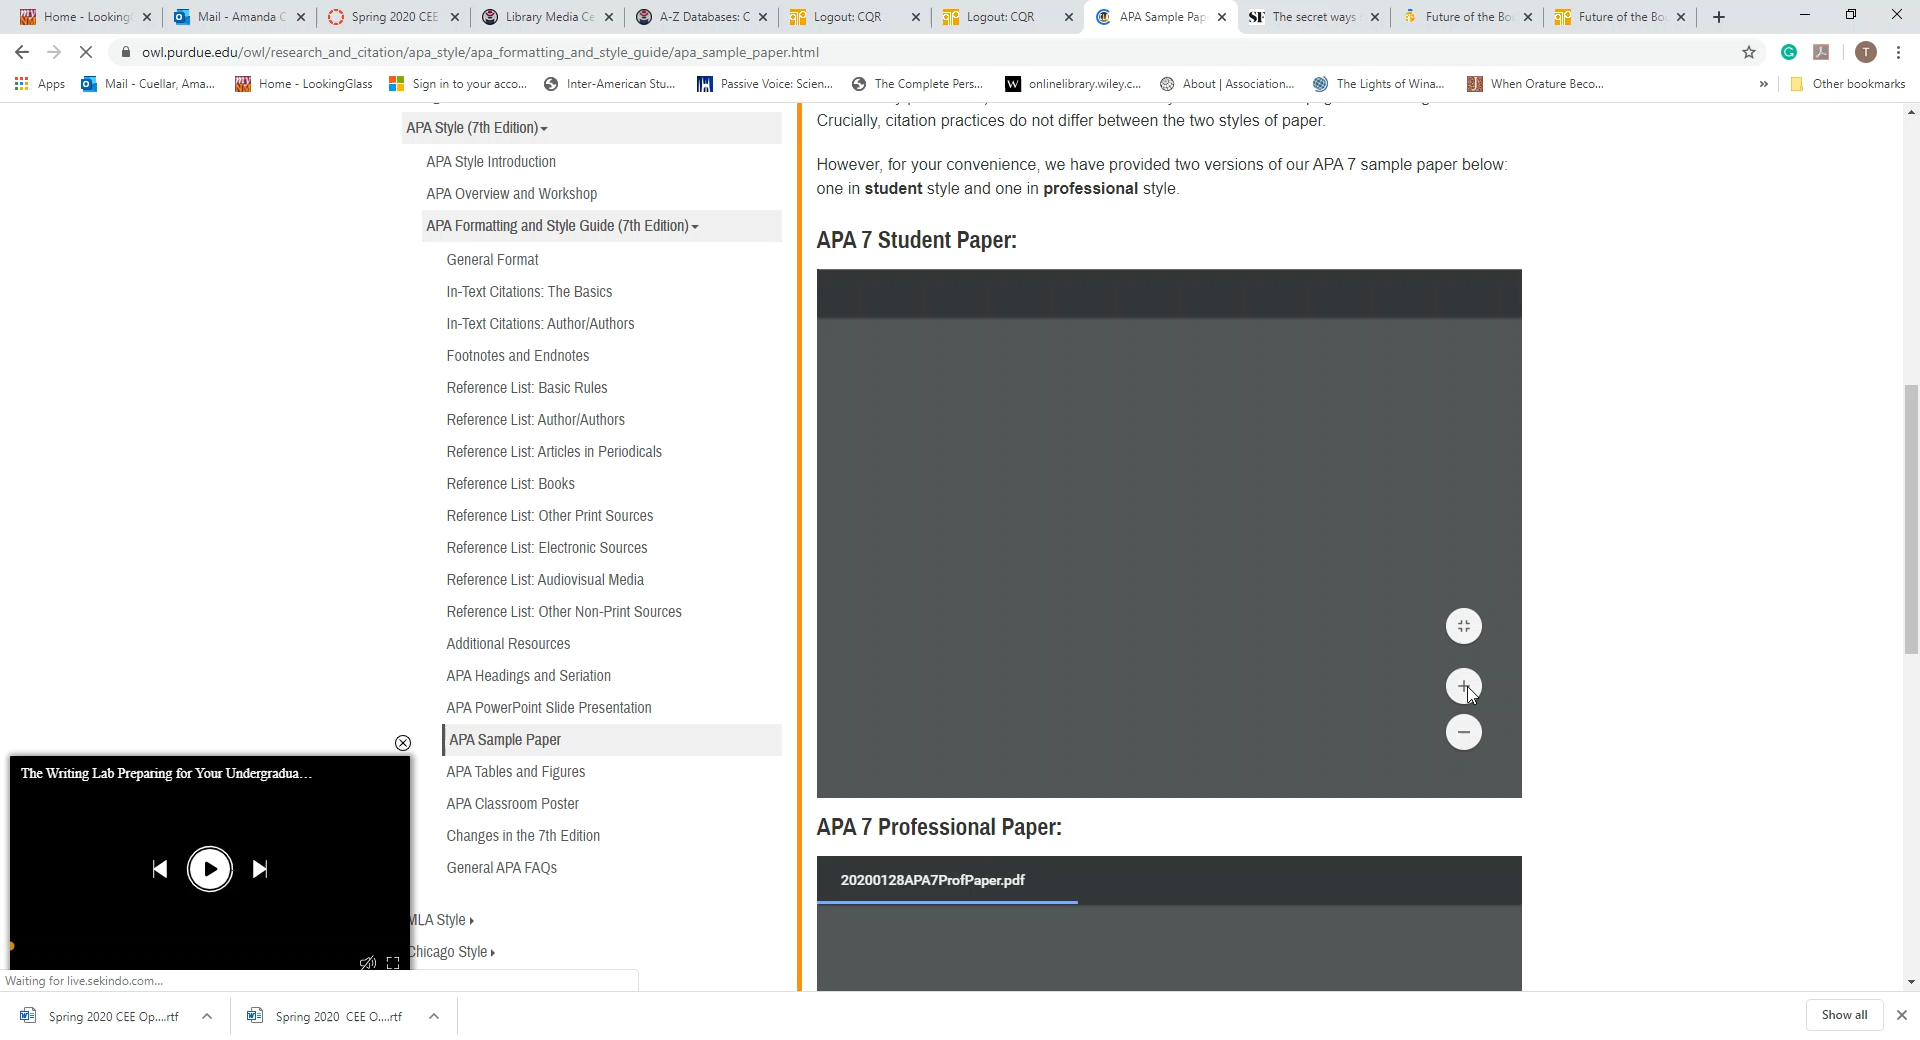 Home - Looking
Mail - Amanda C
Spring 2020 CEE
Library Media Ce
A-Z Databases: C
Logout: CQR
Logout: CQR
APA Sample Pap
The secret ways
Future of the Bo
Future of the Bo
owl.purdue.edu/owl/research_and_citation/apa_style/apa_formatting_and_style_guide/apa_sample_paper.html
T
Apps
Mail - Cuellar, Ama...
Home - LookingGlass
Sign in to your acco...
Inter-American Stu...
Passive Voice: Scien...
The Complete Pers...
onlinelibrary.wiley.c...
About | Association...
The Lights of Wina...
When Orature Beco...
»
Other bookmarks
APA Style (7th Edition)
APA Style Introduction
APA Overview and Workshop
APA Formatting and Style Guide (7th Edition)
General Format
In-Text Citations: The Basics
In-Text Citations: Author/Authors
Footnotes and Endnotes
Reference List: Basic Rules
Reference List: Author/Authors
Reference List: Articles in Periodicals
Reference List: Books
Reference List: Other Print Sources
Reference List: Electronic Sources
Reference List: Audiovisual Media
Reference List: Other Non-Print Sources
Additional Resources
APA Headings and Seriation
APA PowerPoint Slide Presentation
APA Sample Paper
APA Tables and Figures
APA Classroom Poster
Changes in the 7th Edition
General APA FAQs
MLA Style
Chicago Style
Crucially, citation practices do not differ between the two styles of paper.
However, for your convenience, we have provided two versions of our APA 7 sample paper below:
one in student style and one in professional style.
APA 7 Student Paper:
APA 7 Professional Paper:
20200128APA7ProfPaper.pdf
The Writing Lab Preparing for Your Undergradua...
Waiting for live.sekindo.com...
Spring 2020 CEE Op....rtf
Spring 2020 CEE O....rtf
Show all